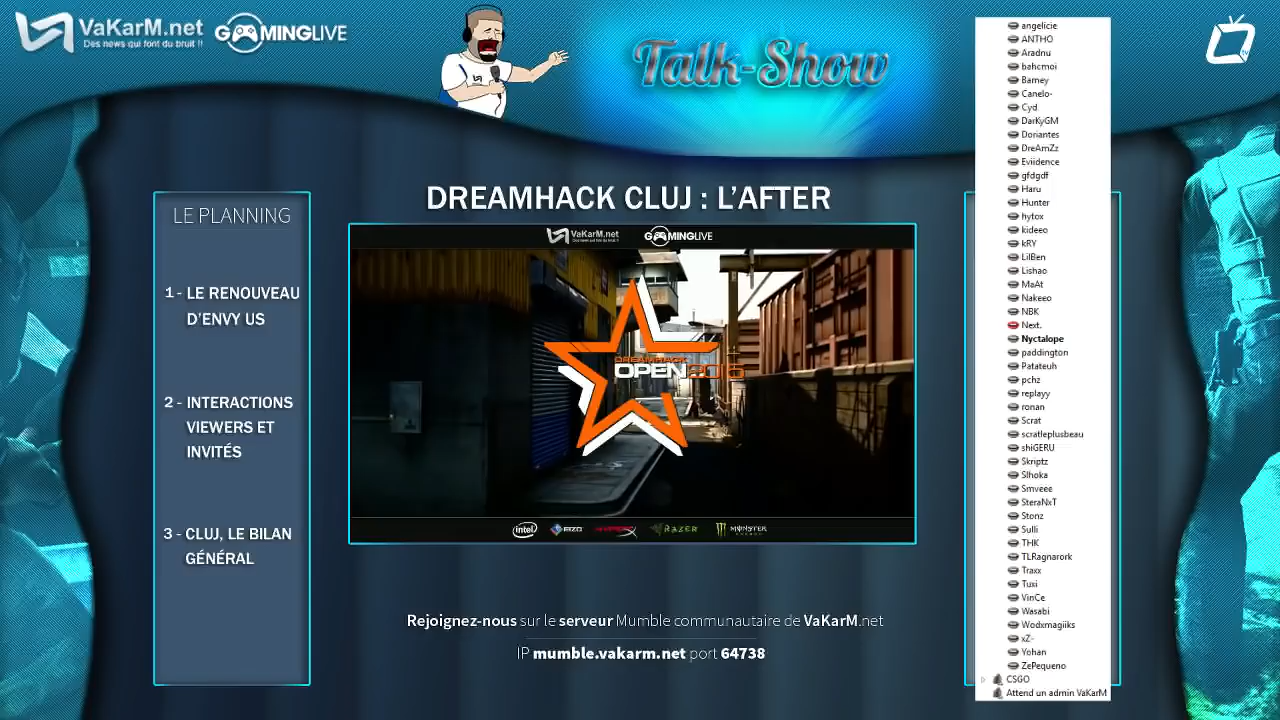 VaKarM.net
Des news qui font du bruit !!
GAMINGLIVE
Talk-Show
tv
LE PLANNING
1 - LE RENOUVEAU
D'ENVY US
2 - INTERACTIONS
VIEWERS ET
INVITÉS
3 - CLUJ, LE BILAN
GÉNÉRAL
DREAMHACK CLUJ : L'AFTER
VaKarM.net
GAMINGLIVE
DREAMHACK
OPEN 2015
intel
HYPERX
RAZER
MONSTER
ENERGY
Rejoignez-nous sur le serveur Mumble communautaire de VaKarM.net
IP mumble.vakarm.net port 64738
angelicie
ANTHO
Aradnu
bahcmoi
Barney
Canelo-
Cyd.
DarKyGM
Doriantes
DreAmZz
Eviidence
gfdgdf
Haru
Hunter
hytox
kideeo
kRY
LilBen
Lishao
MaAt
Nakeeo
NBK
Next.
Nyctalope
paddington
Patateuh
pchz
replayy
ronan
Scrat
scratleplusbeau
shiGERU
Skriptz
Slhoka
Smveee
SteraNxT
Stonz
Sulli
THK
TLRagnarork
Traxx
Tuxi
VinCe
Wasabi
Wodxmagiiks
xZ-
Yohan
ZePequeno
CSGO
Attend un admin VaKarM